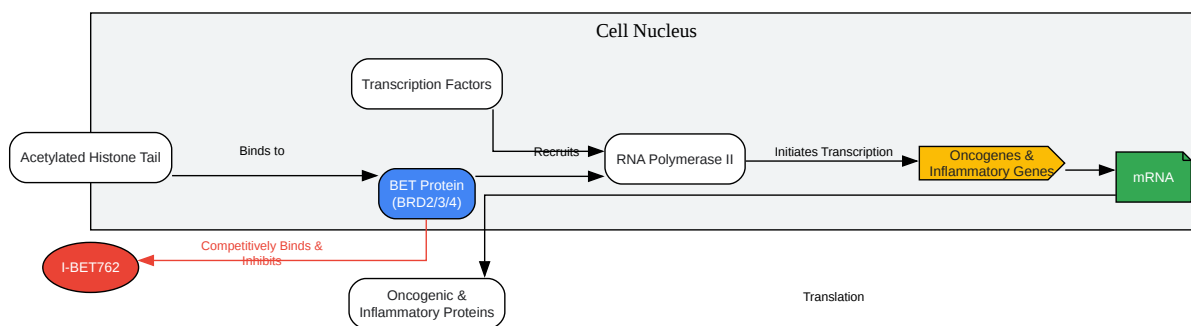 Cell Nucleus
Transcription Factors
Acetylated Histone Tail
Binds to
Recruits
RNA Polymerase II
Initiates Transcription
Oncogenes &
Inflammatory Genes
mRNA
BET Protein
(BRD2/3/4)
Competitively Binds &
Inhibits
I-BET762
Oncogenic &
Inflammatory Proteins
Translation